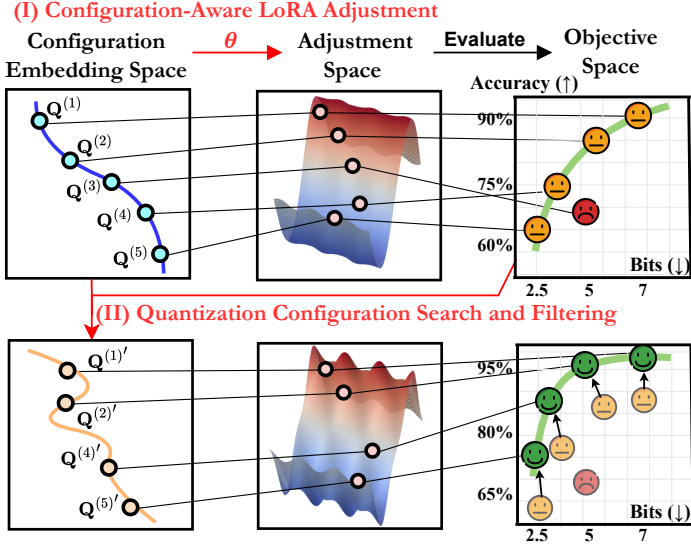 (I) Configuration-Aware LoRA Adjustment
Configuration
Embedding Space
θ
Adjustment
Space
Evaluate
Objective
Space
Accuracy (↑)
Q(1)
Q(2)
Q(3)
Q(4)
Q(5)
90%
75%
60%
Bits (↓)
2.5 5 7
(II) Quantization Configuration Search and Filtering
Q(1)′
Q(2)′
Q(4)′
Q(5)′
95%
80%
65%
Bits (↓)
2.5 5 7